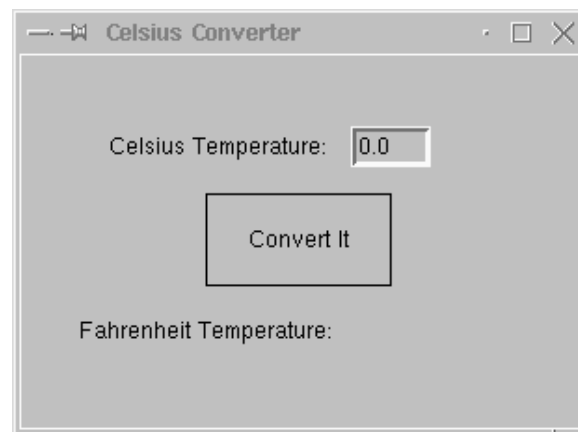 Celsius Converter
Celsius Temperature: 0.0
Convert It
Fahrenheit Temperature: